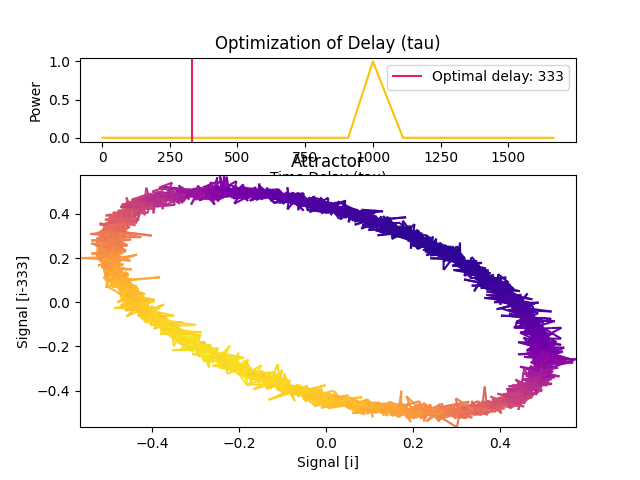 Optimization of Delay (tau)
Power
1.0
0.5
0.0
Optimal delay: 333
0 250 500 750 1000 1250 1500
Time Delay (tau)
Attractor
Signal [i-333]
0.4
0.2
0.0
−0.2
−0.4
−0.4 −0.2 0.0 0.2 0.4
Signal [i]